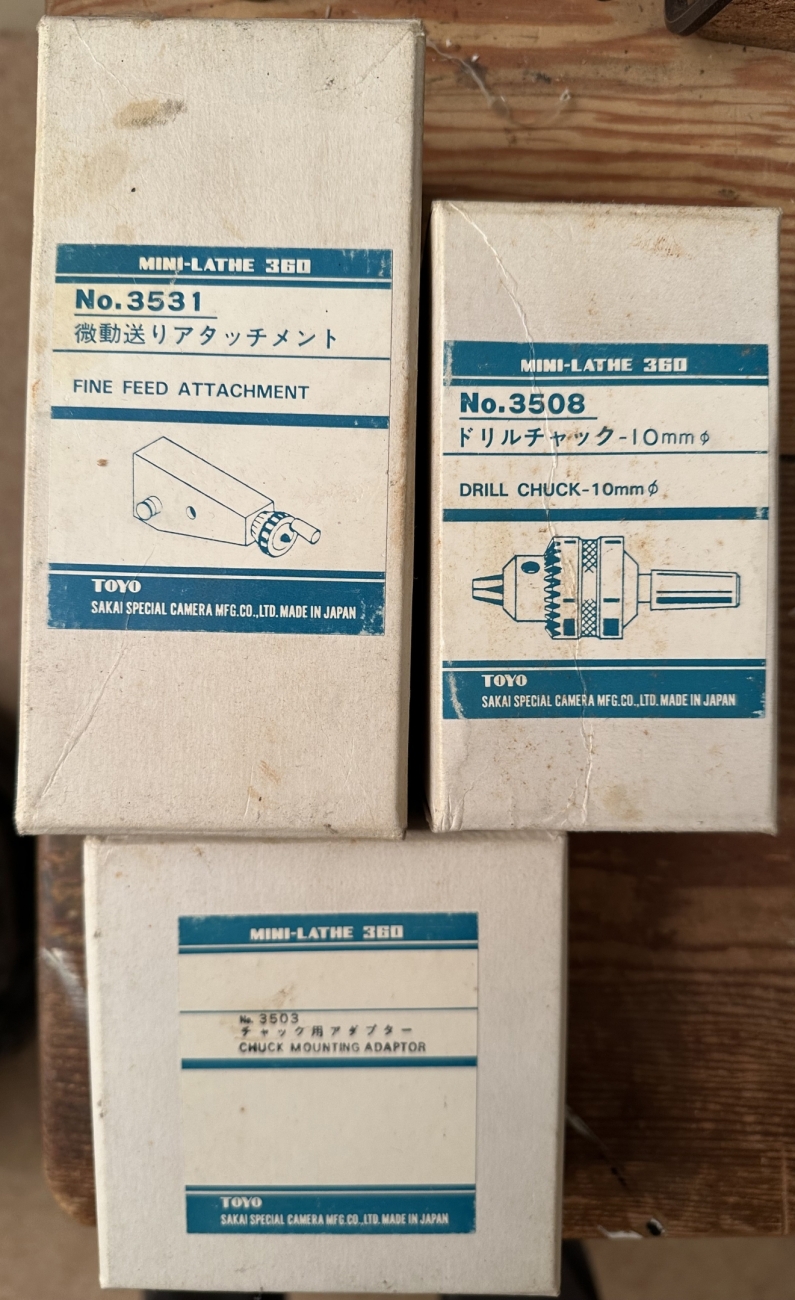 MINI-LATHE 360
No.3531
微動送りアタッチメント
FINE FEED ATTACHMENT
TOYO
SAKAI SPECIAL CAMERA MFG.CO.,LTD. MADE IN JAPAN
MINI-LATHE 360
No.3508
ドリルチャック-10mmφ
DRILL CHUCK-10mmφ
TOYO
SAKAI SPECIAL CAMERA MFG.CO.,LTD. MADE IN JAPAN
MINI-LATHE 360
No. 3503
チャック用アダプター
CHUCK MOUNTING ADAPTOR
TOYO
SAKAI SPECIAL CAMERA MFG.CO.,LTD. MADE IN JAPAN